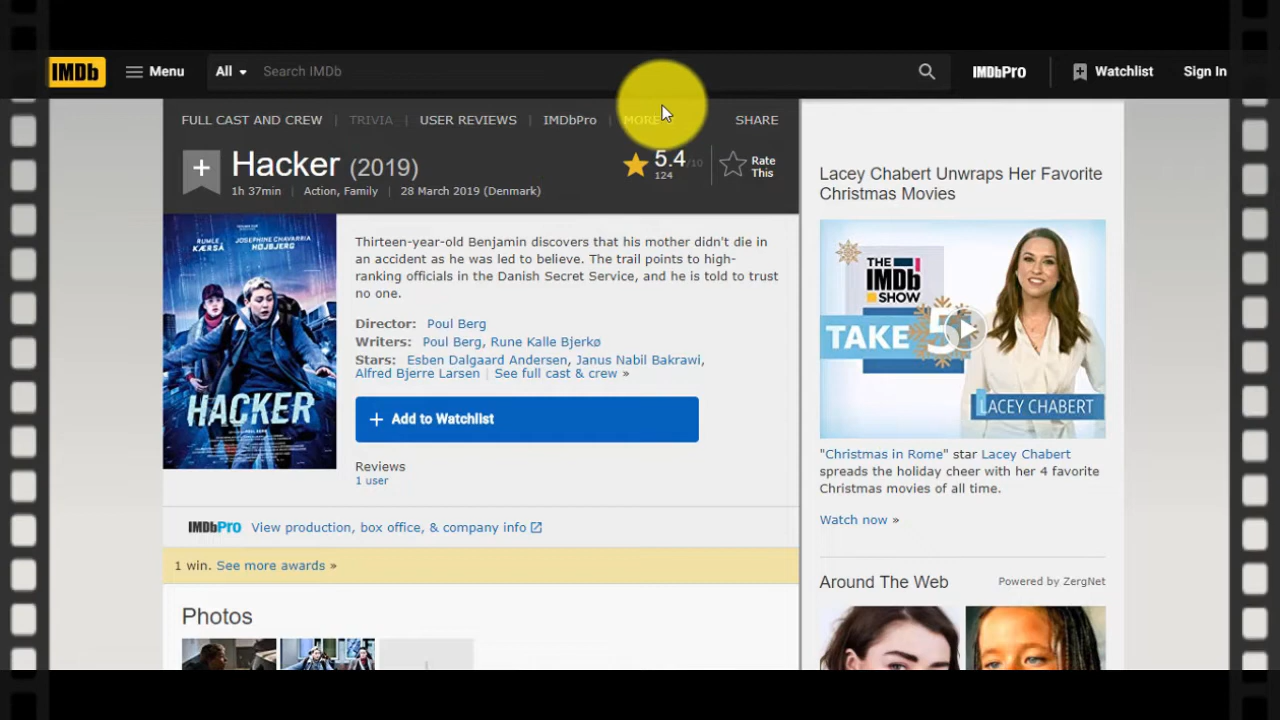 IMDb Menu All Search IMDb IMDbPro Watchlist Sign In
FULL CAST AND CREW | TRIVIA | USER REVIEWS | IMDbPro | MORE SHARE
+ Hacker (2019)
5.4/10
124
Rate
This
1h 37min | Action, Family | 28 March 2019 (Denmark)
RUMLE
KÆRSÅ
JOSEPHINE CHAVARRIA
HØJBJERG
HACKER
Thirteen-year-old Benjamin discovers that his mother didn't die in
an accident as he was led to believe. The trail points to high-
ranking officials in the Danish Secret Service, and he is told to trust
no one.
Director: Poul Berg
Writers: Poul Berg, Rune Kalle Bjerkø
Stars: Esben Dalgaard Andersen, Janus Nabil Bakrawi,
Alfred Bjerre Larsen | See full cast & crew »
+ Add to Watchlist
Reviews
1 user
IMDbPro View production, box office, & company info
1 win. See more awards »
Photos
Lacey Chabert Unwraps Her Favorite
Christmas Movies
THE
IMDb
SHOW
TAKE 5
LACEY CHABERT
"Christmas in Rome" star Lacey Chabert
spreads the holiday cheer with her 4 favorite
Christmas movies of all time.
Watch now »
Around The Web Powered by ZergNet